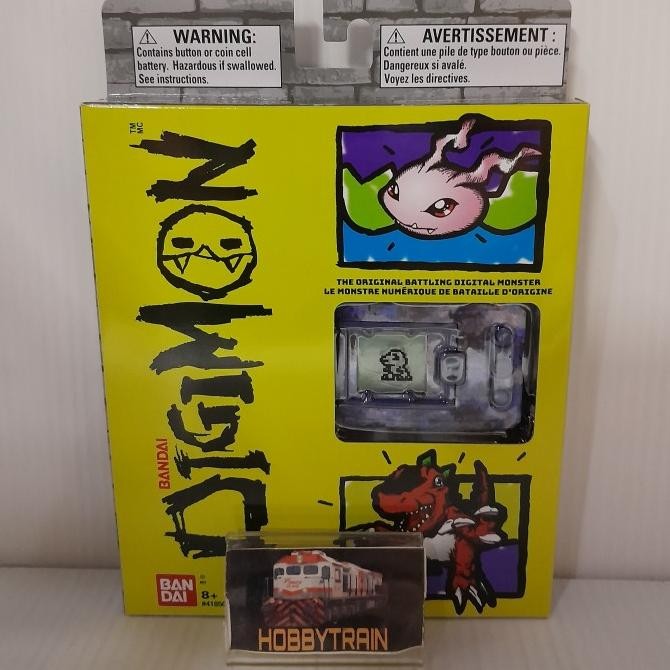 WARNING:
Contains button or coin cell
battery. Hazardous if swallowed.
See instructions.
AVERTISSEMENT :
Contient une pile de type bouton ou pièce.
Dangereux si avalé.
Voyez les directives.
TM
MC
DIGIMON
BANDAI
THE ORIGINAL BATTLING DIGITAL MONSTER
LE MONSTRE NUMÉRIQUE DE BATAILLE D'ORIGINE
BAN
DAI
8+
HOBBYTRAIN